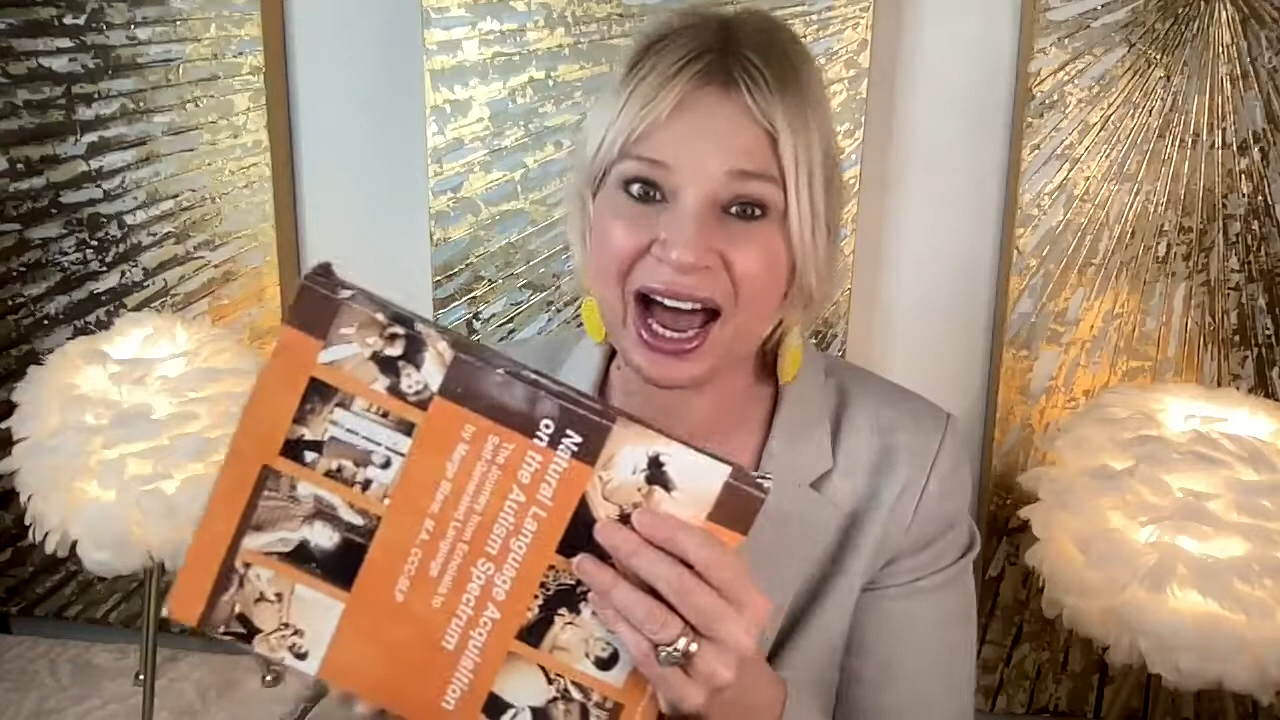 Natural Language Acquisition
on the Autism Spectrum
The Journey from Echolalia to
Self-Generated Language
by Marge Blanc, M.A., CCC-SLP